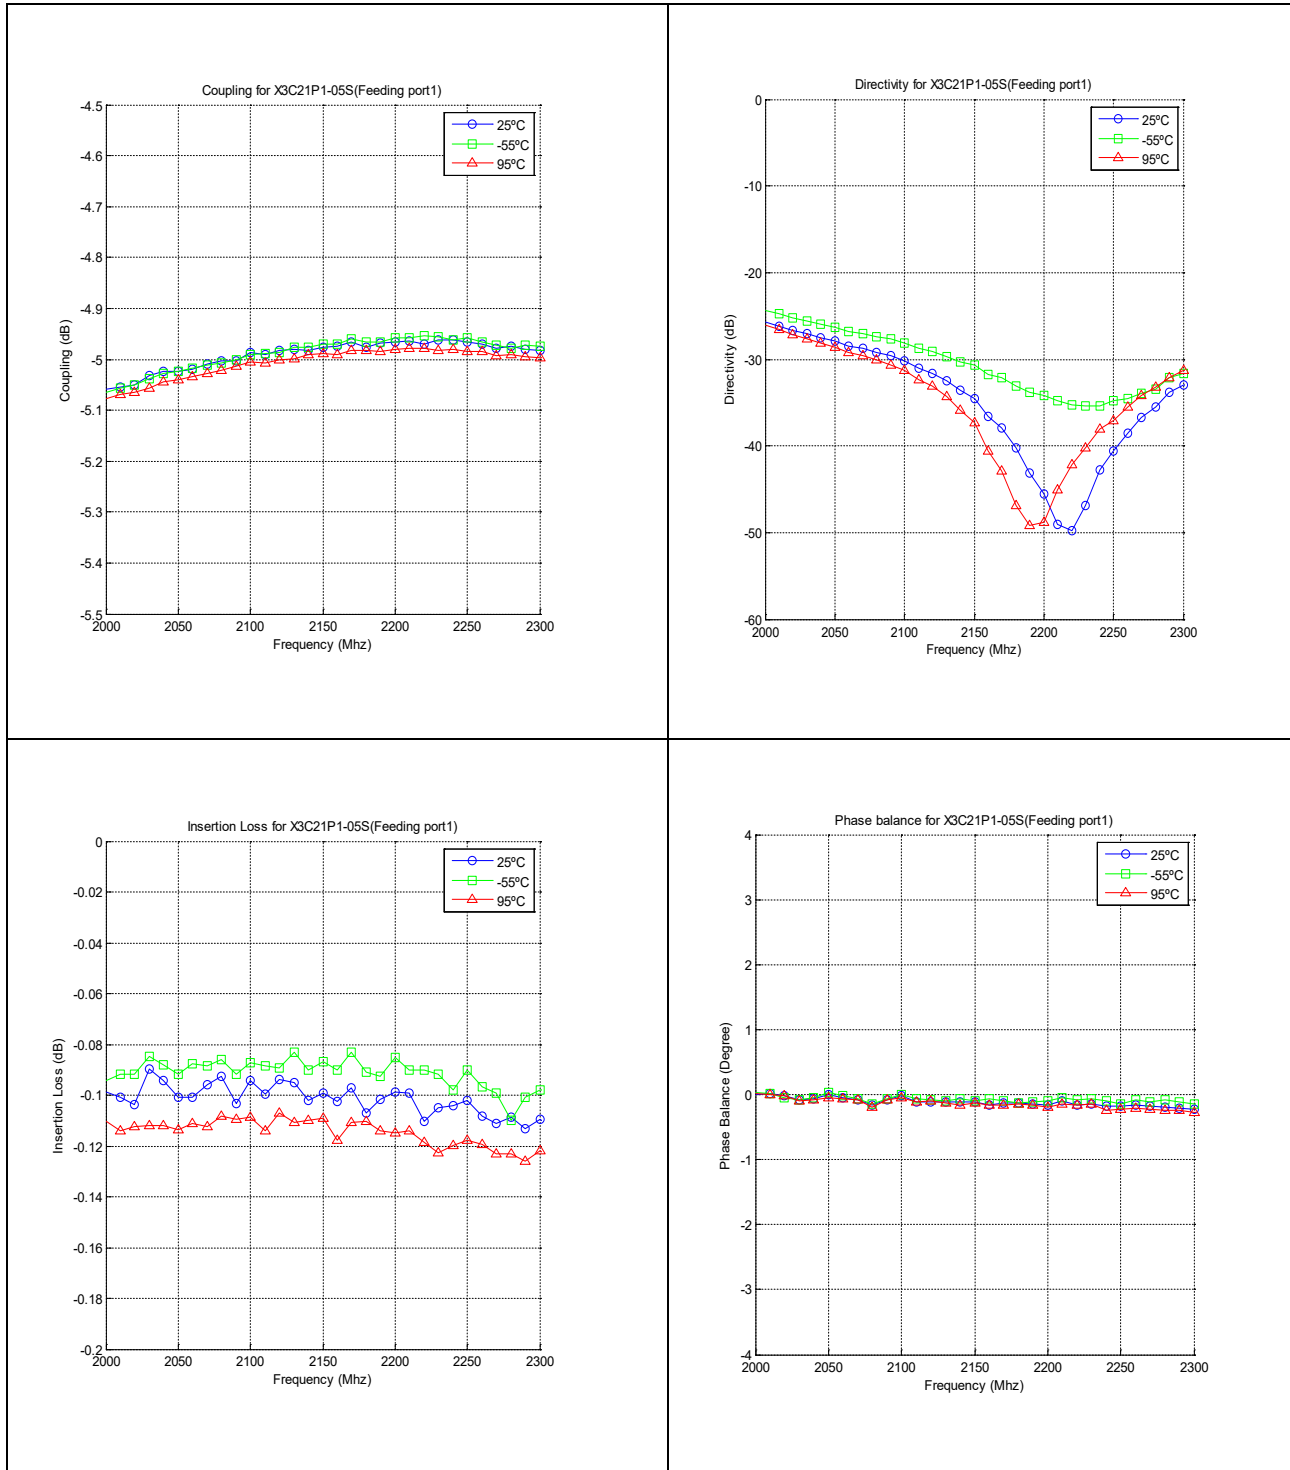 Coupling for X3C21P1-05S(Feeding port1)
-4.5
-4.6
-4.7
-4.8
-4.9
-5
-5.1
-5.2
-5.3
-5.4
-5.5
Coupling (dB)
25ºC
-55ºC
95ºC
2000 2050 2100 2150 2200 2250 2300
Frequency (Mhz)
Directivity for X3C21P1-05S(Feeding port1)
0
-10
-20
-30
-40
-50
-60
Directivity (dB)
25ºC
-55ºC
95ºC
2000 2050 2100 2150 2200 2250 2300
Frequency (Mhz)
Insertion Loss for X3C21P1-05S(Feeding port1)
0
-0.02
-0.04
-0.06
-0.08
-0.1
-0.12
-0.14
-0.16
-0.18
-0.2
Insertion Loss (dB)
25ºC
-55ºC
95ºC
2000 2050 2100 2150 2200 2250 2300
Frequency (Mhz)
Phase balance for X3C21P1-05S(Feeding port1)
4
3
2
1
0
-1
-2
-3
-4
Phase Balance (Degree)
25ºC
-55ºC
95ºC
2000 2050 2100 2150 2200 2250 2300
Frequency (Mhz)